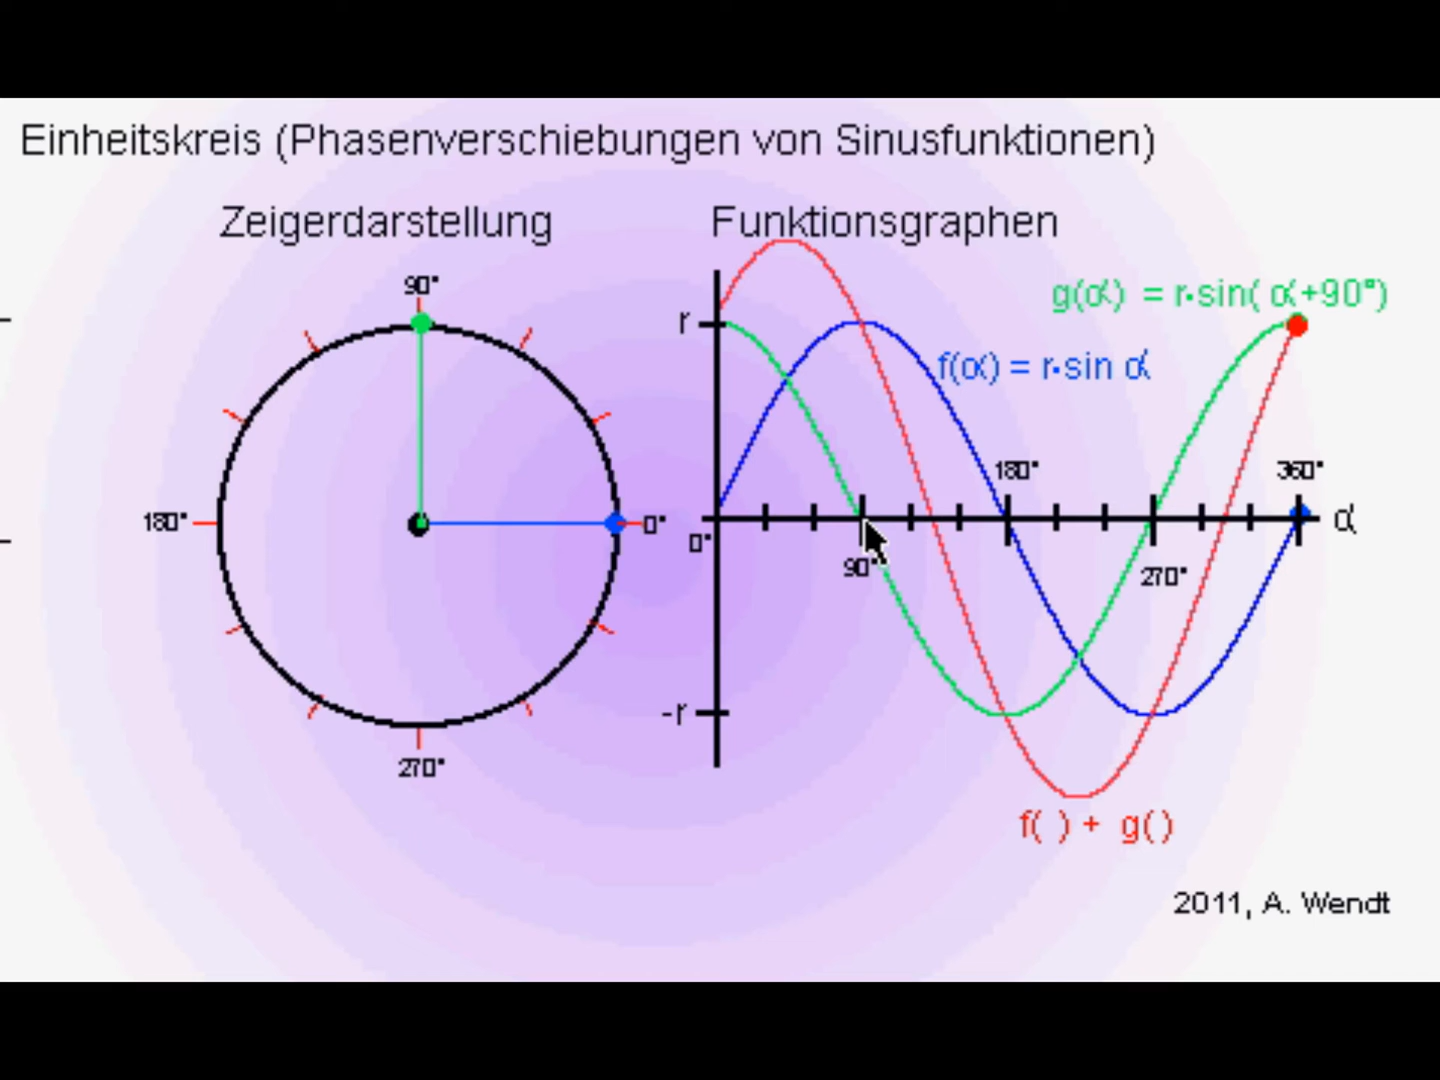 Einheitskreis (Phasenverschiebungen von Sinusfunktionen)
Zeigerdarstellung
Funktionsgraphen
90°
180°
0°
270°
r
-r
0°
90°
180°
270°
360°
α
g(α) = r·sin( α+90°)
f(α) = r·sin α
f( ) + g( )
2011, A. Wendt